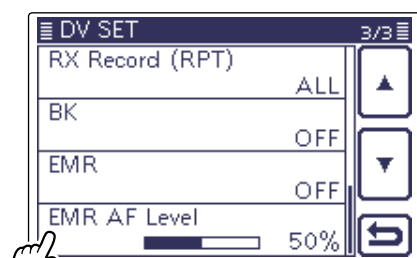 DV SET 3/3
RX Record (RPT)
ALL
BK
OFF
EMR
OFF
EMR AF Level
50%